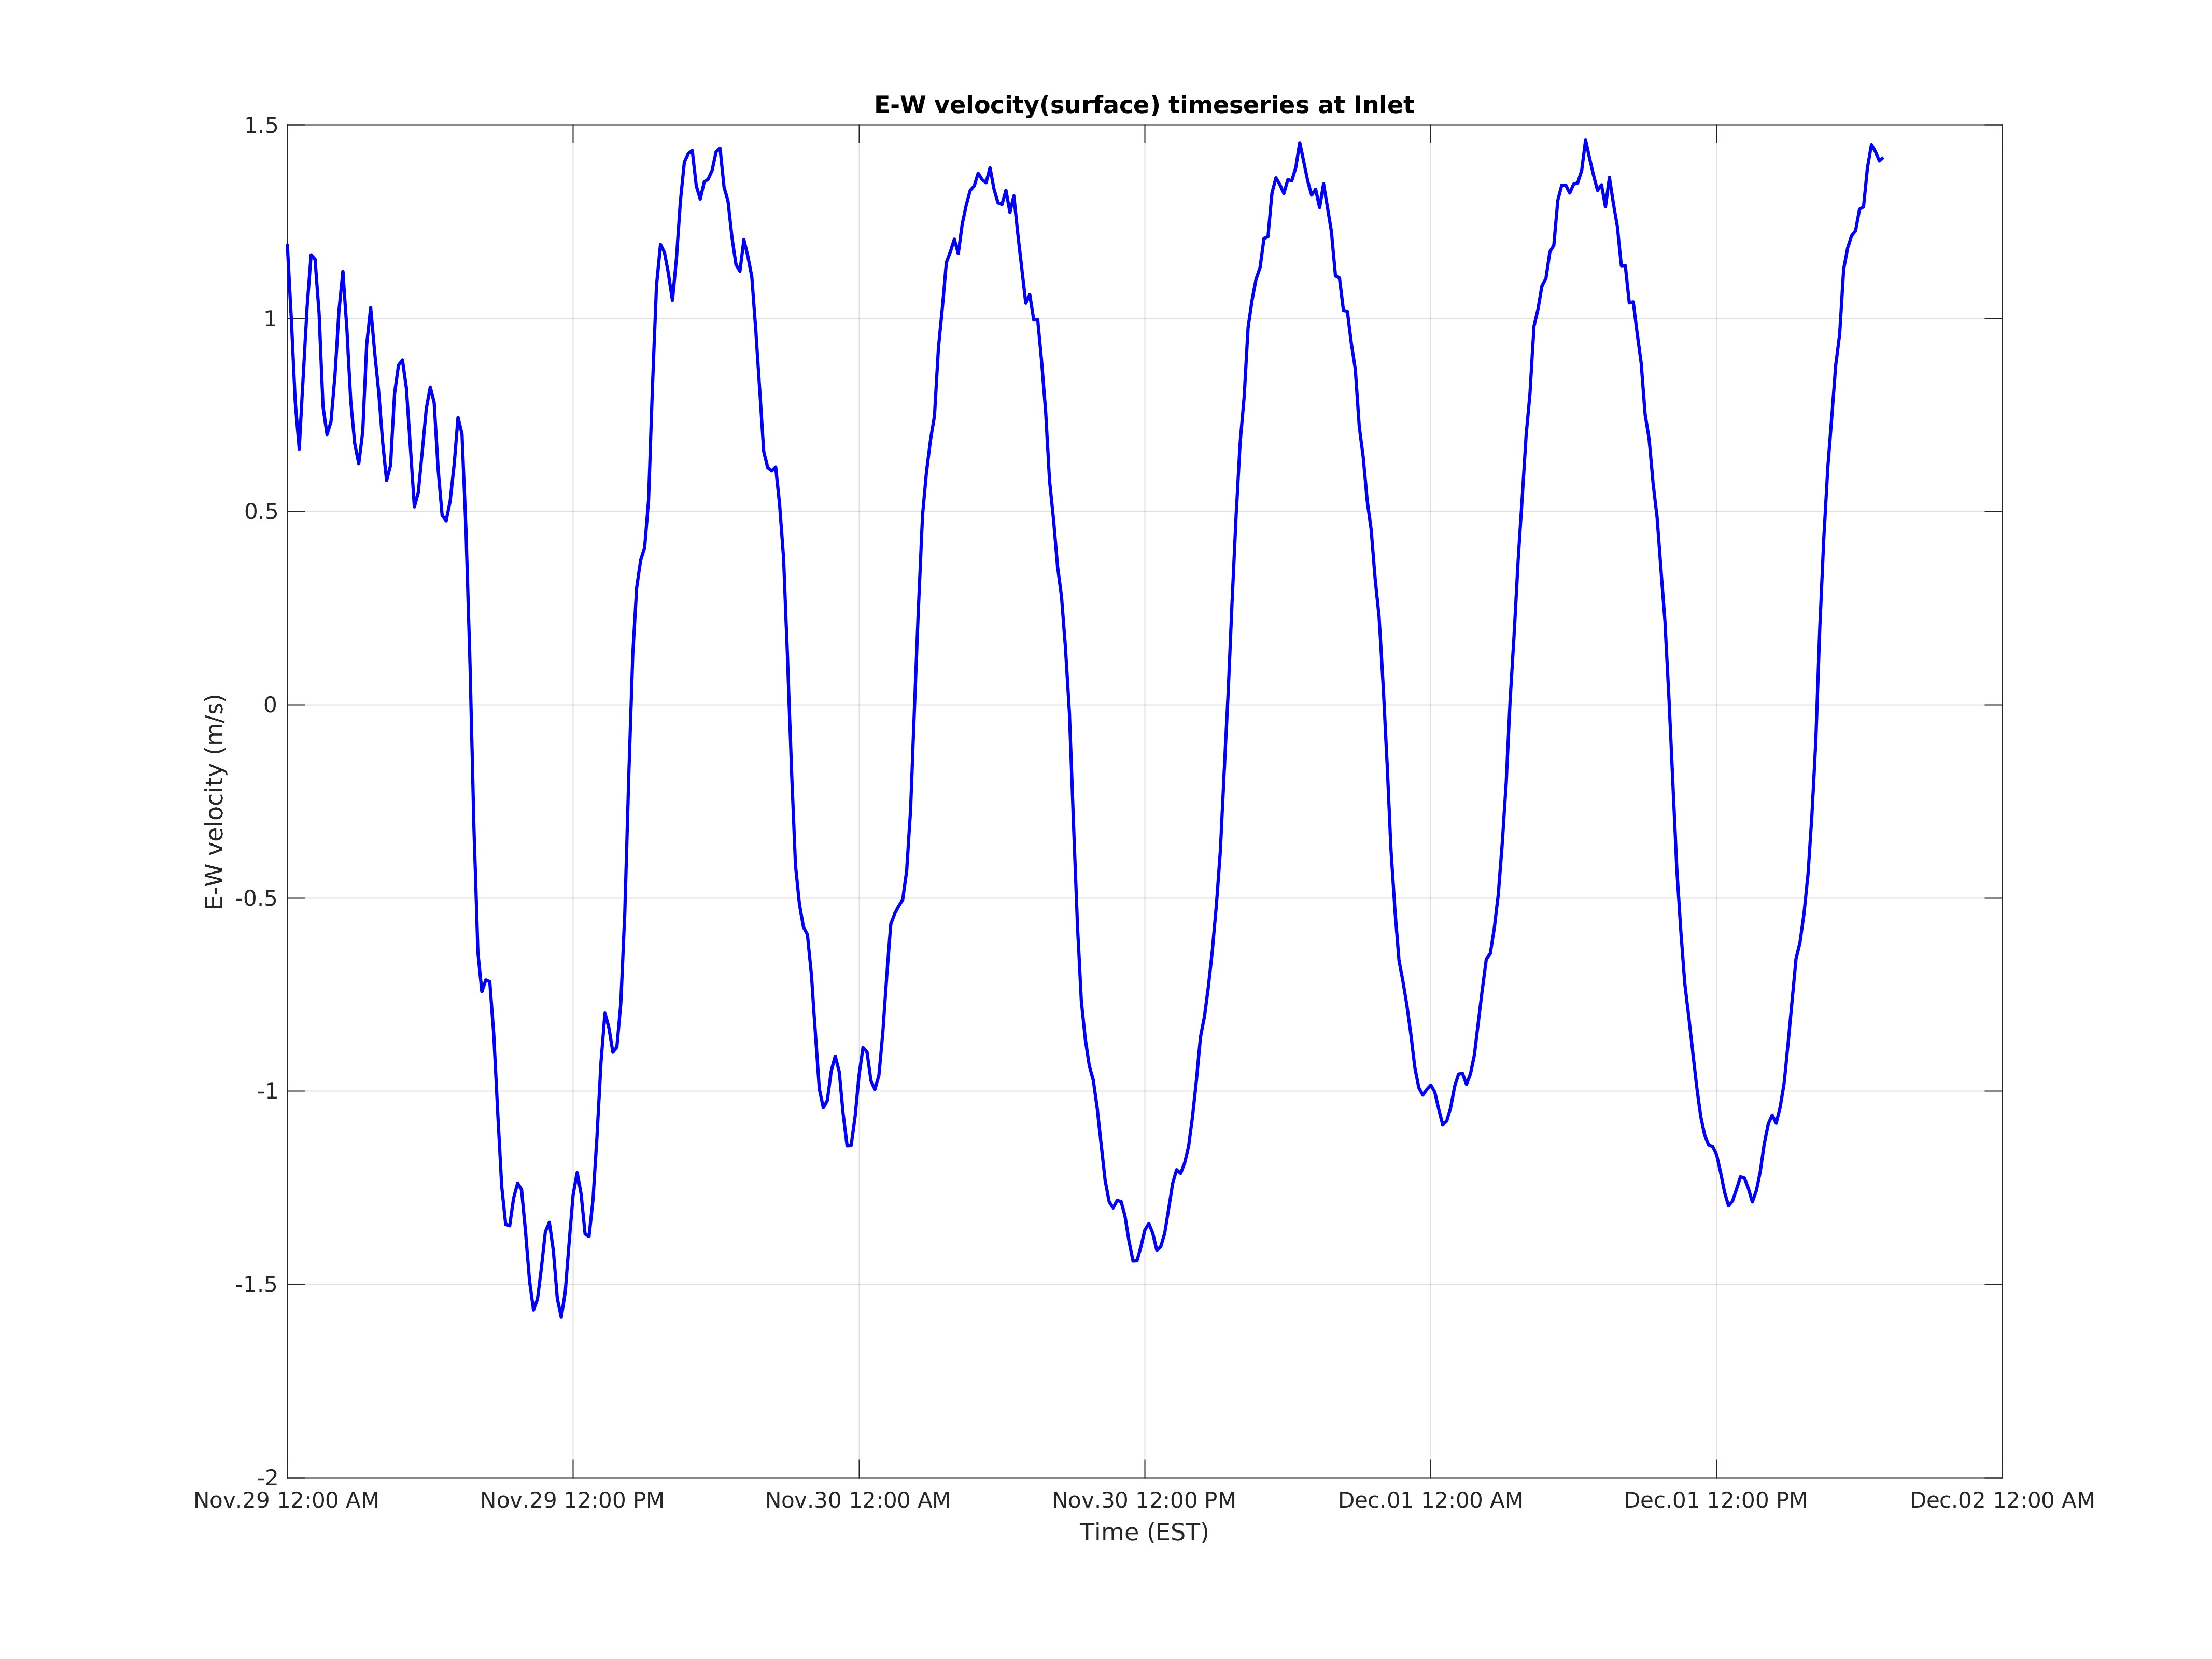 E-W velocity(surface) timeseries at Inlet
1.5
1
0.5
0
-0.5
-1
-1.5
-2
E-W velocity (m/s)
Nov.29 12:00 AM Nov.29 12:00 PM Nov.30 12:00 AM Nov.30 12:00 PM Dec.01 12:00 AM Dec.01 12:00 PM Dec.02 12:00 AM
Time (EST)